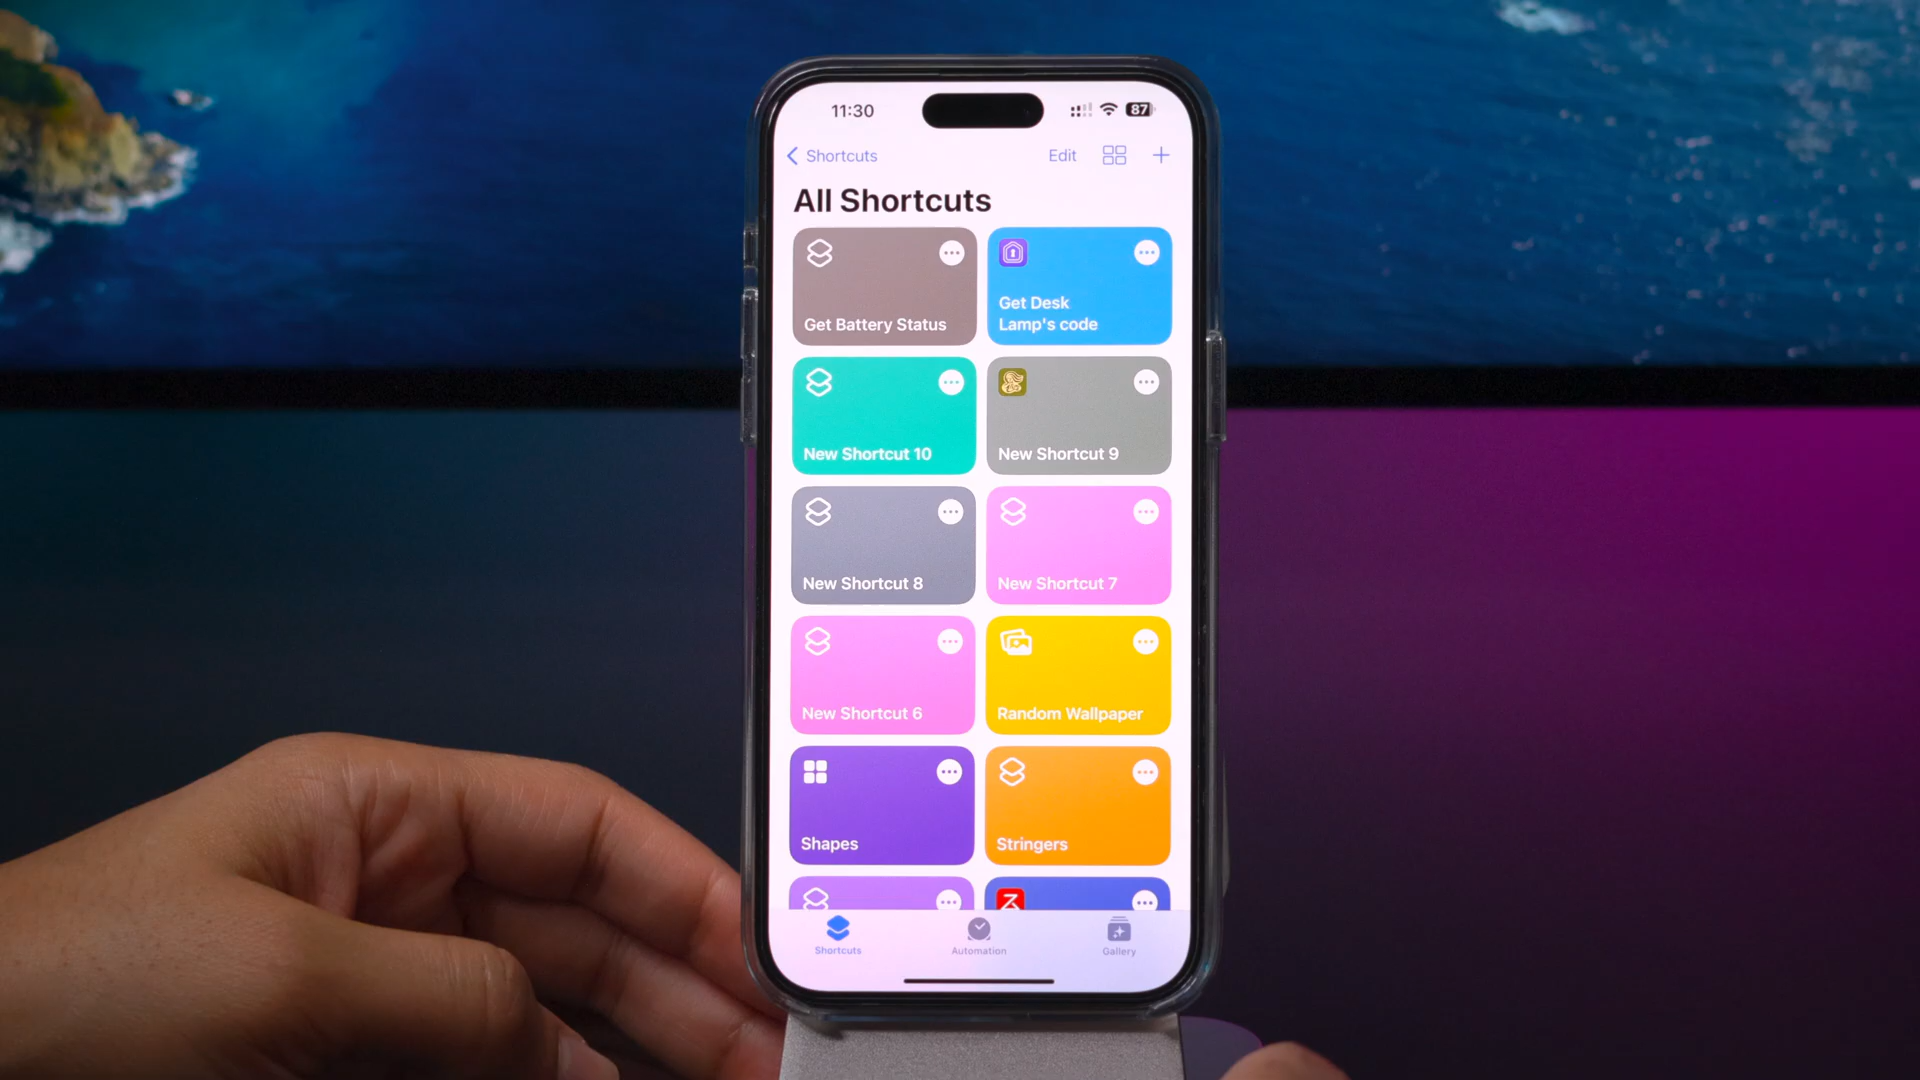 11:30
87
Shortcuts
Edit
All Shortcuts
Get Battery Status
Get Desk
Lamp's code
New Shortcut 10
New Shortcut 9
New Shortcut 8
New Shortcut 7
New Shortcut 6
Random Wallpaper
Shapes
Stringers
Shortcuts
Automation
Gallery